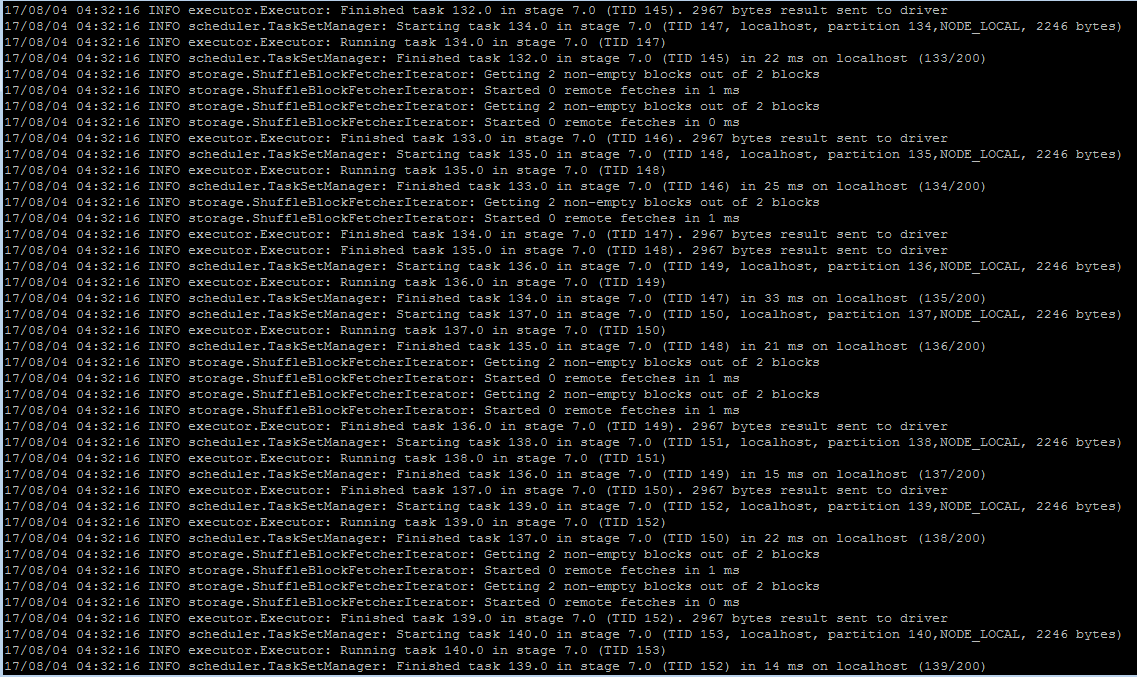 17/08/04 04:32:16 INFO executor.Executor: Finished task 132.0 in stage 7.0 (TID 145). 2967 bytes result sent to driver
17/08/04 04:32:16 INFO scheduler.TaskSetManager: Starting task 134.0 in stage 7.0 (TID 147, localhost, partition 134,NODE_LOCAL, 2246 bytes)
17/08/04 04:32:16 INFO executor.Executor: Running task 134.0 in stage 7.0 (TID 147)
17/08/04 04:32:16 INFO scheduler.TaskSetManager: Finished task 132.0 in stage 7.0 (TID 145) in 22 ms on localhost (133/200)
17/08/04 04:32:16 INFO storage.ShuffleBlockFetcherIterator: Getting 2 non-empty blocks out of 2 blocks
17/08/04 04:32:16 INFO storage.ShuffleBlockFetcherIterator: Started 0 remote fetches in 1 ms
17/08/04 04:32:16 INFO storage.ShuffleBlockFetcherIterator: Getting 2 non-empty blocks out of 2 blocks
17/08/04 04:32:16 INFO storage.ShuffleBlockFetcherIterator: Started 0 remote fetches in 0 ms
17/08/04 04:32:16 INFO executor.Executor: Finished task 133.0 in stage 7.0 (TID 146). 2967 bytes result sent to driver
17/08/04 04:32:16 INFO scheduler.TaskSetManager: Starting task 135.0 in stage 7.0 (TID 148, localhost, partition 135,NODE_LOCAL, 2246 bytes)
17/08/04 04:32:16 INFO executor.Executor: Running task 135.0 in stage 7.0 (TID 148)
17/08/04 04:32:16 INFO scheduler.TaskSetManager: Finished task 133.0 in stage 7.0 (TID 146) in 25 ms on localhost (134/200)
17/08/04 04:32:16 INFO storage.ShuffleBlockFetcherIterator: Getting 2 non-empty blocks out of 2 blocks
17/08/04 04:32:16 INFO storage.ShuffleBlockFetcherIterator: Started 0 remote fetches in 1 ms
17/08/04 04:32:16 INFO executor.Executor: Finished task 134.0 in stage 7.0 (TID 147). 2967 bytes result sent to driver
17/08/04 04:32:16 INFO executor.Executor: Finished task 135.0 in stage 7.0 (TID 148). 2967 bytes result sent to driver
17/08/04 04:32:16 INFO scheduler.TaskSetManager: Starting task 136.0 in stage 7.0 (TID 149, localhost, partition 136,NODE_LOCAL, 2246 bytes)
17/08/04 04:32:16 INFO executor.Executor: Running task 136.0 in stage 7.0 (TID 149)
17/08/04 04:32:16 INFO scheduler.TaskSetManager: Finished task 134.0 in stage 7.0 (TID 147) in 33 ms on localhost (135/200)
17/08/04 04:32:16 INFO scheduler.TaskSetManager: Starting task 137.0 in stage 7.0 (TID 150, localhost, partition 137,NODE_LOCAL, 2246 bytes)
17/08/04 04:32:16 INFO executor.Executor: Running task 137.0 in stage 7.0 (TID 150)
17/08/04 04:32:16 INFO scheduler.TaskSetManager: Finished task 135.0 in stage 7.0 (TID 148) in 21 ms on localhost (136/200)
17/08/04 04:32:16 INFO storage.ShuffleBlockFetcherIterator: Getting 2 non-empty blocks out of 2 blocks
17/08/04 04:32:16 INFO storage.ShuffleBlockFetcherIterator: Started 0 remote fetches in 1 ms
17/08/04 04:32:16 INFO storage.ShuffleBlockFetcherIterator: Getting 2 non-empty blocks out of 2 blocks
17/08/04 04:32:16 INFO storage.ShuffleBlockFetcherIterator: Started 0 remote fetches in 1 ms
17/08/04 04:32:16 INFO executor.Executor: Finished task 136.0 in stage 7.0 (TID 149). 2967 bytes result sent to driver
17/08/04 04:32:16 INFO scheduler.TaskSetManager: Starting task 138.0 in stage 7.0 (TID 151, localhost, partition 138,NODE_LOCAL, 2246 bytes)
17/08/04 04:32:16 INFO executor.Executor: Running task 138.0 in stage 7.0 (TID 151)
17/08/04 04:32:16 INFO scheduler.TaskSetManager: Finished task 136.0 in stage 7.0 (TID 149) in 15 ms on localhost (137/200)
17/08/04 04:32:16 INFO executor.Executor: Finished task 137.0 in stage 7.0 (TID 150). 2967 bytes result sent to driver
17/08/04 04:32:16 INFO scheduler.TaskSetManager: Starting task 139.0 in stage 7.0 (TID 152, localhost, partition 139,NODE_LOCAL, 2246 bytes)
17/08/04 04:32:16 INFO executor.Executor: Running task 139.0 in stage 7.0 (TID 152)
17/08/04 04:32:16 INFO scheduler.TaskSetManager: Finished task 137.0 in stage 7.0 (TID 150) in 22 ms on localhost (138/200)
17/08/04 04:32:16 INFO storage.ShuffleBlockFetcherIterator: Getting 2 non-empty blocks out of 2 blocks
17/08/04 04:32:16 INFO storage.ShuffleBlockFetcherIterator: Started 0 remote fetches in 1 ms
17/08/04 04:32:16 INFO storage.ShuffleBlockFetcherIterator: Getting 2 non-empty blocks out of 2 blocks
17/08/04 04:32:16 INFO storage.ShuffleBlockFetcherIterator: Started 0 remote fetches in 0 ms
17/08/04 04:32:16 INFO executor.Executor: Finished task 139.0 in stage 7.0 (TID 152). 2967 bytes result sent to driver
17/08/04 04:32:16 INFO scheduler.TaskSetManager: Starting task 140.0 in stage 7.0 (TID 153, localhost, partition 140,NODE_LOCAL, 2246 bytes)
17/08/04 04:32:16 INFO executor.Executor: Running task 140.0 in stage 7.0 (TID 153)
17/08/04 04:32:16 INFO scheduler.TaskSetManager: Finished task 139.0 in stage 7.0 (TID 152) in 14 ms on localhost (139/200)